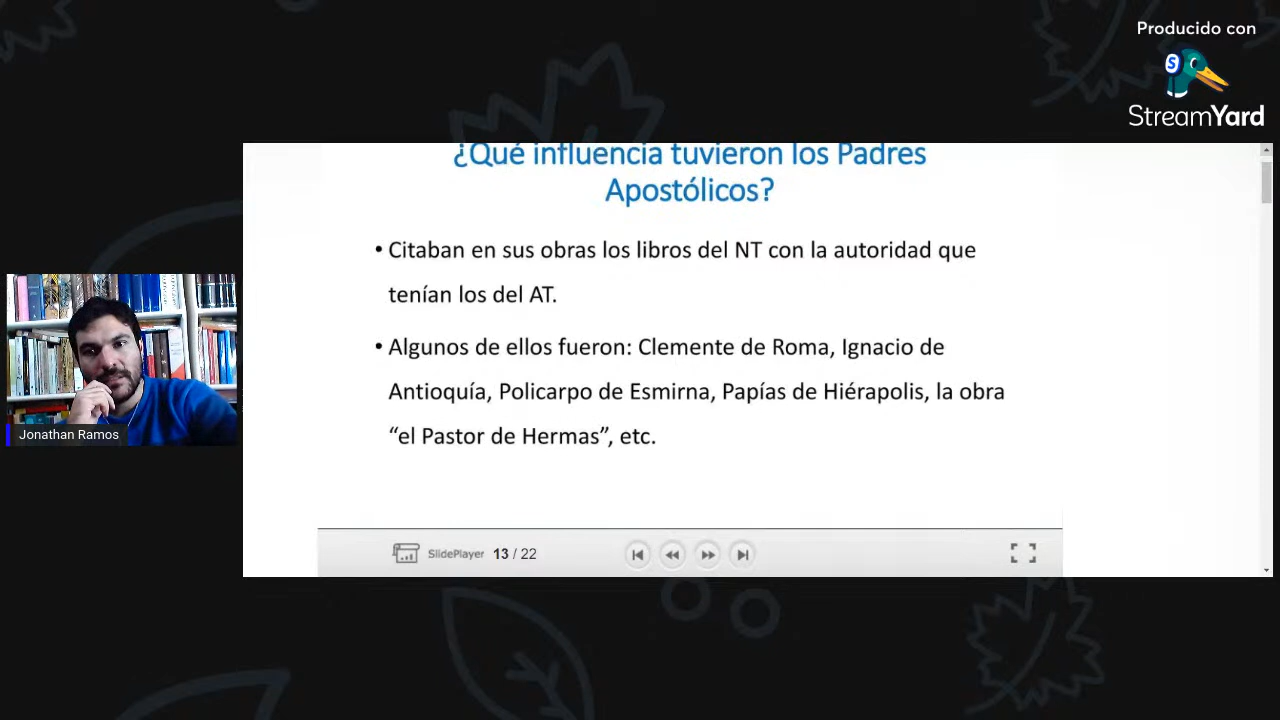 Producido con
StreamYard
¿Qué influencia tuvieron los Padres
Apostólicos?
• Citaban en sus obras los libros del NT con la autoridad que
tenían los del AT.
• Algunos de ellos fueron: Clemente de Roma, Ignacio de
Antioquía, Policarpo de Esmirna, Papías de Hiérapolis, la obra
“el Pastor de Hermas”, etc.
Jonathan Ramos
SlidePlayer 13 / 22